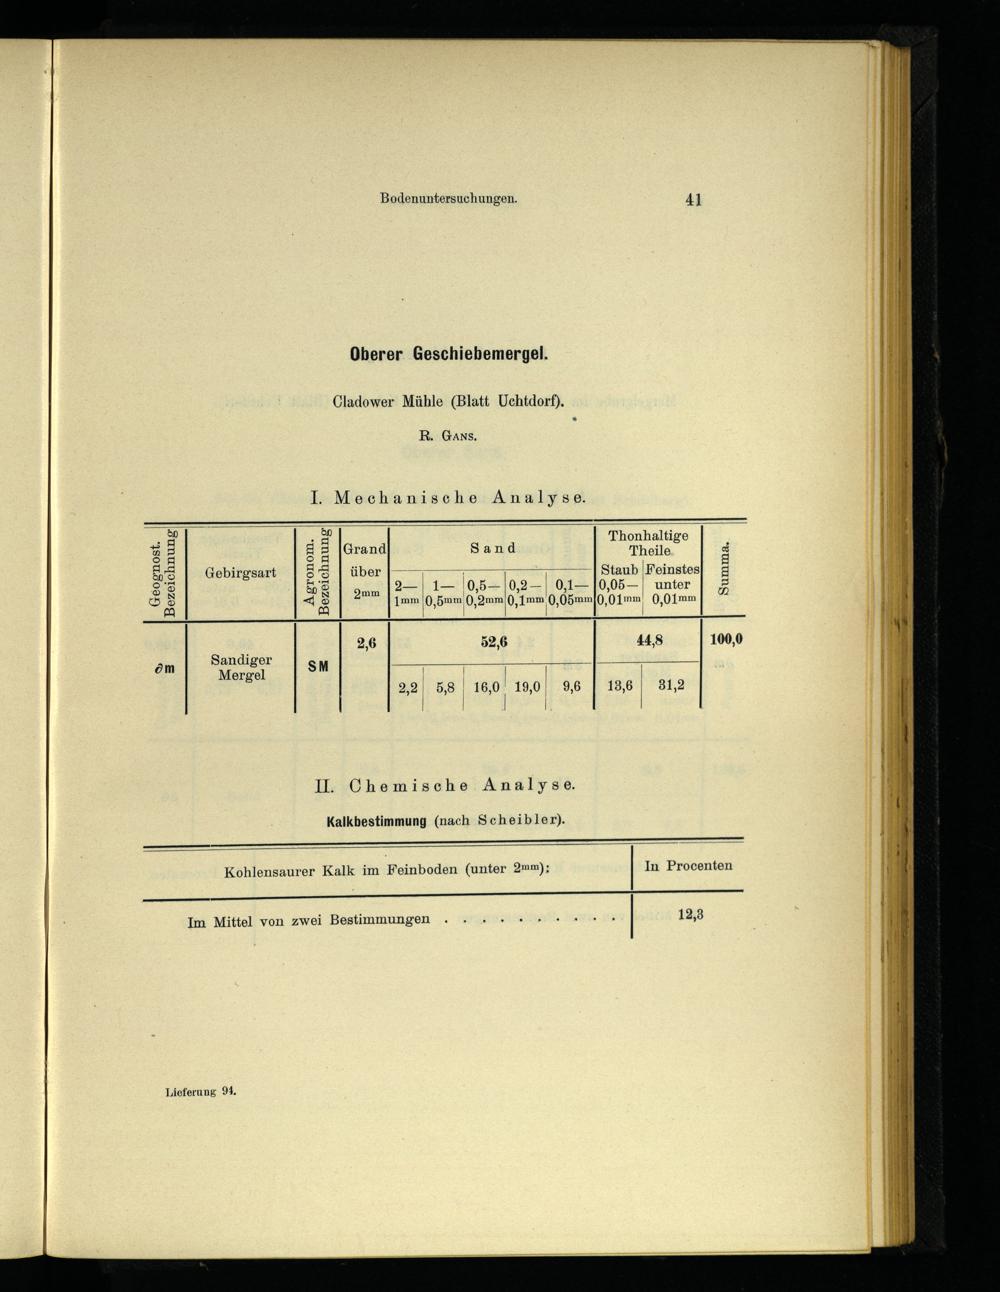 Bodenuntersuchungen. 41
Oberer Geschiebemergel.
Cladower Mühle (Blatt Uchtdorf).
R. GANS.
I. Mechanische Analyse.
Geognost. Bezeichnung
Gebirgsart
Agronom. Bezeichnung
Grand über 2mm
Sand
2— 1mm
1— 0,5mm
0,5— 0,2mm
0,2— 0,1mm
0,1— 0,05mm
Thonhaltige Theile
Staub 0,05— 0,01mm
Feinstes unter 0,01mm
Summa.
∂m
Sandiger Mergel
SM
2,6 52,6 44,8 100,0
2,2 5,8 16,0 19,0 9,6 13,6 31,2
II. Chemische Analyse.
Kalkbestimmung (nach Scheibler).
Kohlensaurer Kalk im Feinboden (unter 2mm): In Procenten
Im Mittel von zwei Bestimmungen . . . . . . . . . . 12,3
Lieferung 94.